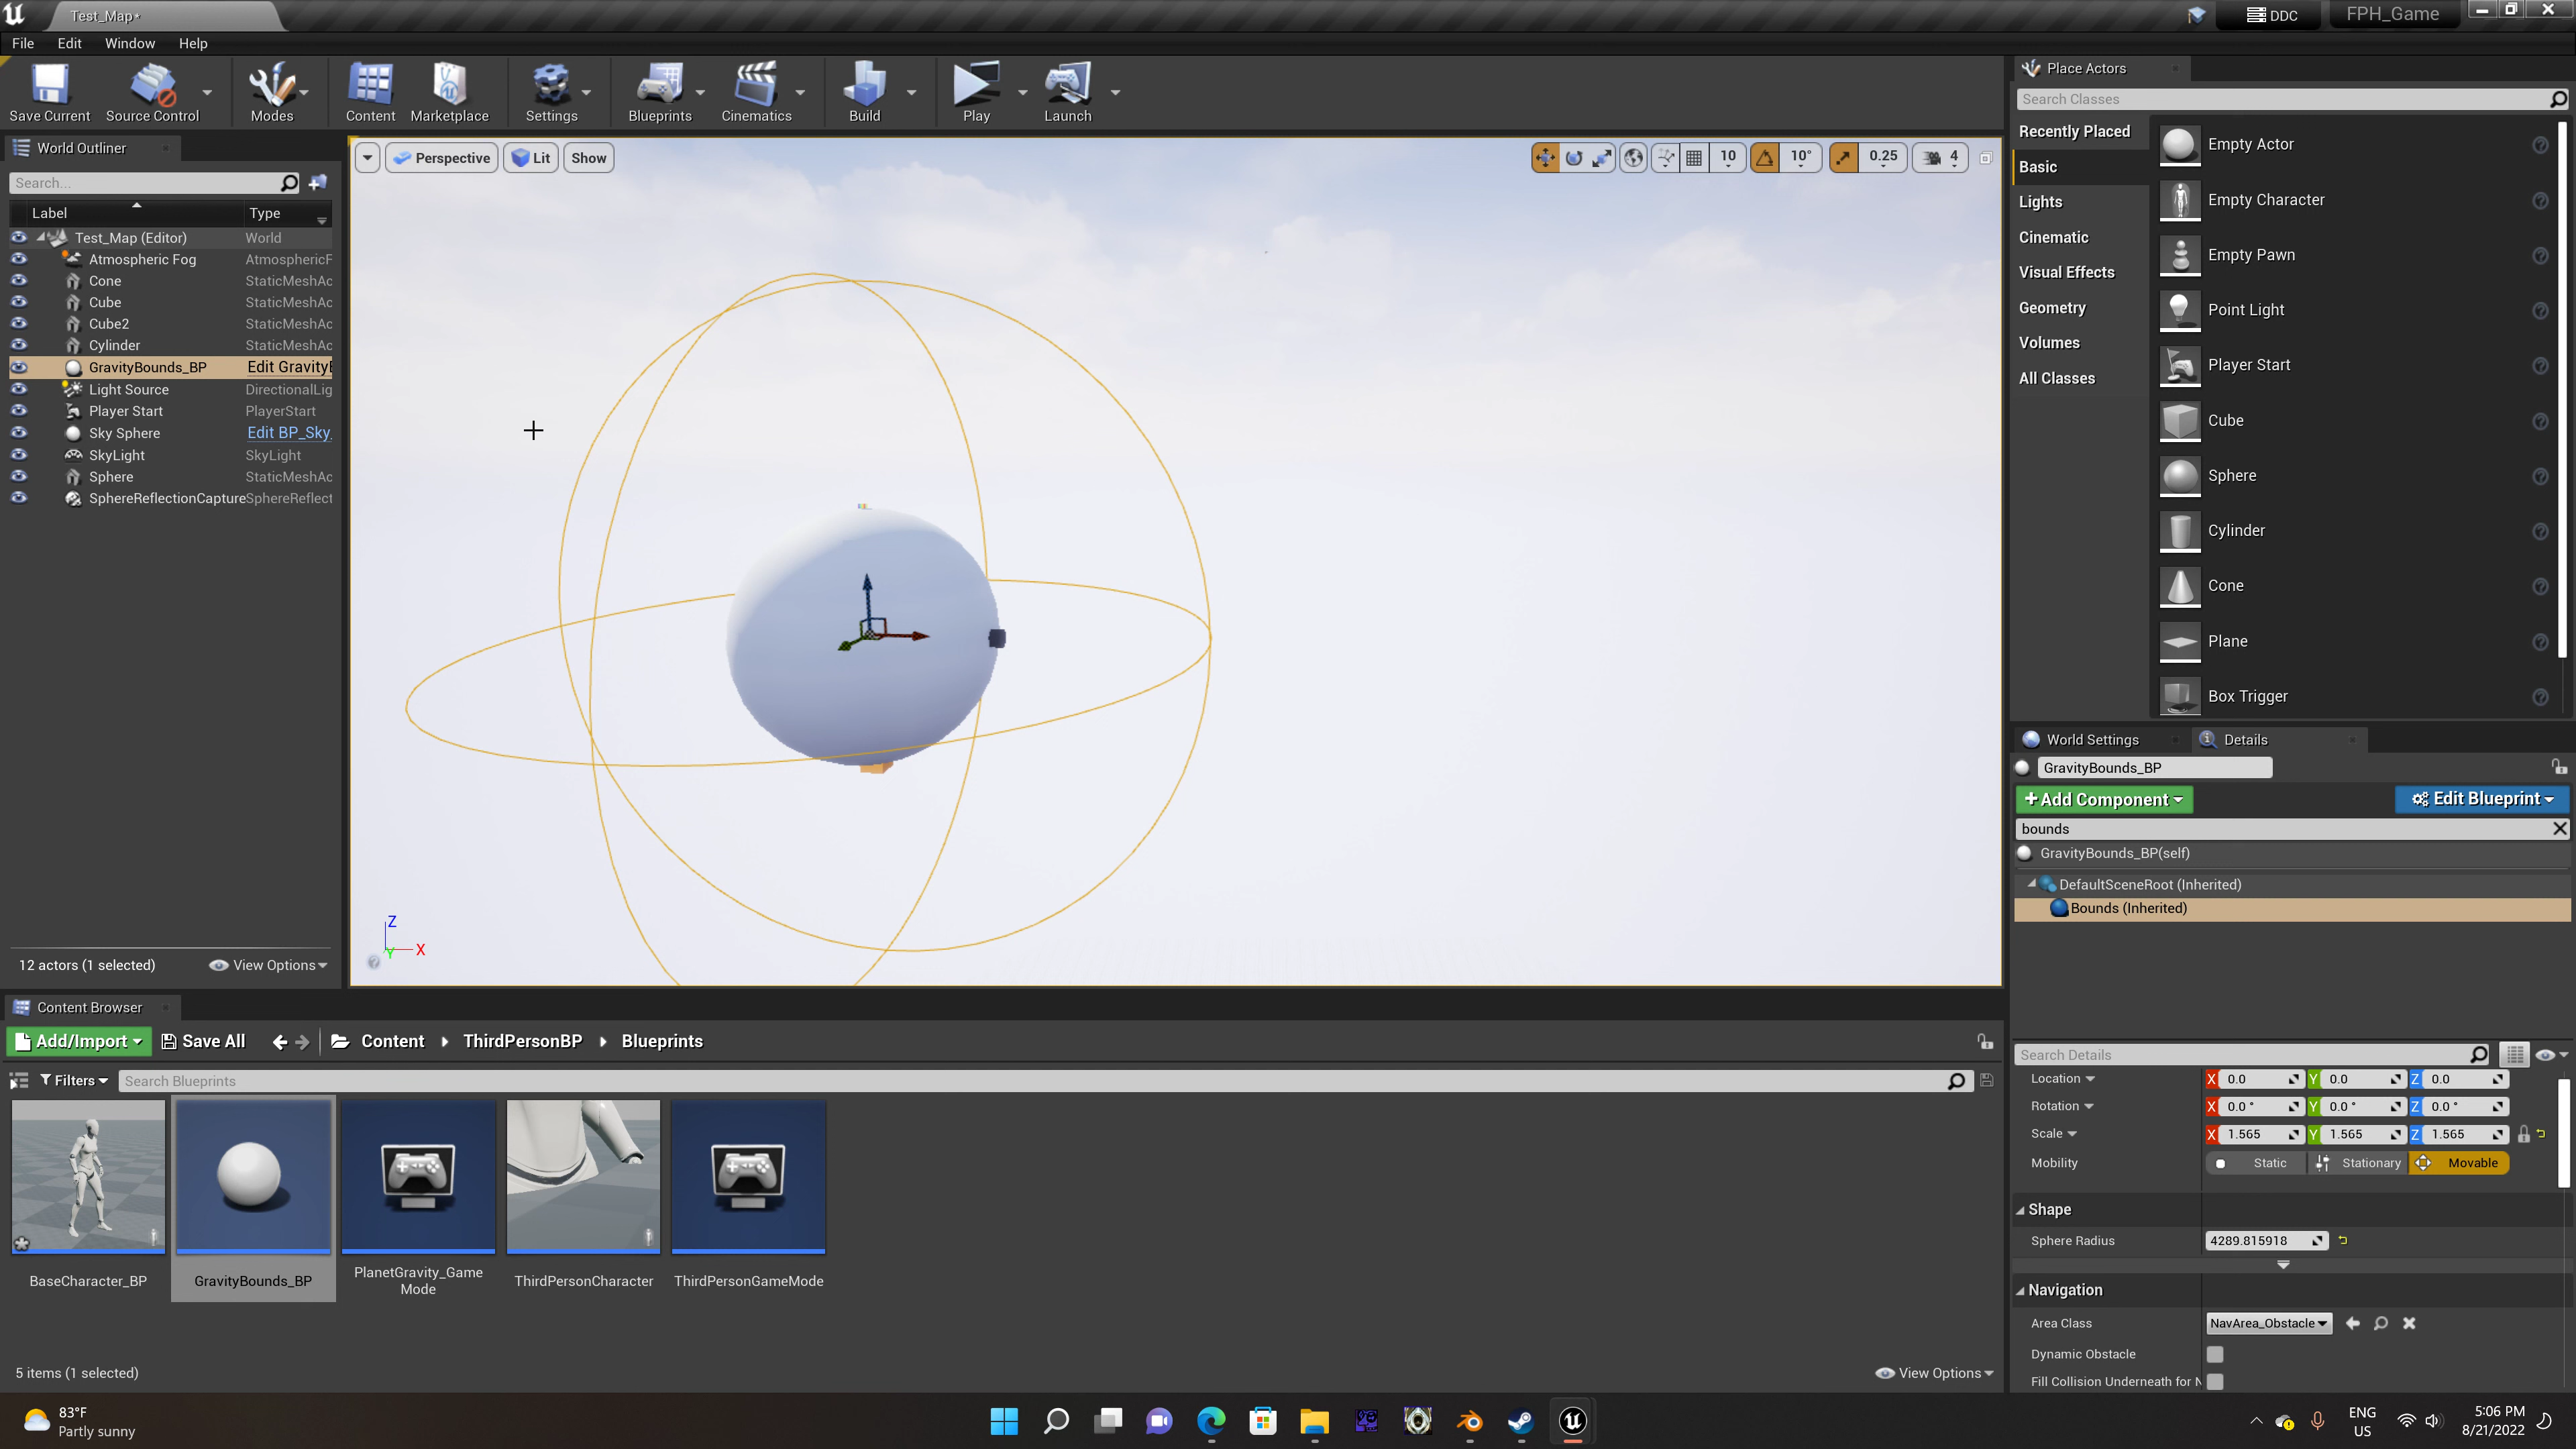 Test_Map*
DDC
FPH_Game
File Edit Window Help
Save Current
Source Control
Modes
Content
Marketplace
Settings
Blueprints
Cinematics
Build
Play
Launch
World Outliner
Search...
Label Type
Test_Map (Editor) World
Atmospheric Fog AtmosphericF
Cone StaticMeshAc
Cube StaticMeshAc
Cube2 StaticMeshAc
Cylinder StaticMeshAc
GravityBounds_BP Edit GravityB
Light Source DirectionalLig
Player Start PlayerStart
Sky Sphere Edit BP_Sky_
SkyLight SkyLight
Sphere StaticMeshAc
SphereReflectionCapture SphereReflect
12 actors (1 selected) View Options
Perspective Lit Show
10 10° 0.25 4
Z
Y X
Place Actors
Search Classes
Recently Placed
Basic
Lights
Cinematic
Visual Effects
Geometry
Volumes
All Classes
Empty Actor
Empty Character
Empty Pawn
Point Light
Player Start
Cube
Sphere
Cylinder
Cone
Plane
Box Trigger
World Settings Details
GravityBounds_BP
+Add Component Edit Blueprint
bounds
GravityBounds_BP(self)
DefaultSceneRoot (Inherited)
Bounds (Inherited)
Search Details
Location X 0.0 Y 0.0 Z 0.0
Rotation X 0.0 ° Y 0.0 ° Z 0.0 °
Scale X 1.565 Y 1.565 Z 1.565
Mobility Static Stationary Movable
Shape
Sphere Radius 4289.815918
Navigation
Area Class NavArea_Obstacle
Dynamic Obstacle
Fill Collision Underneath for N
Content Browser
Add/Import Save All Content ThirdPersonBP Blueprints
Filters Search Blueprints
BaseCharacter_BP
GravityBounds_BP
PlanetGravity_Game
Mode
ThirdPersonCharacter
ThirdPersonGameMode
5 items (1 selected) View Options
83°F
Partly sunny
ENG
US
5:06 PM
8/21/2022